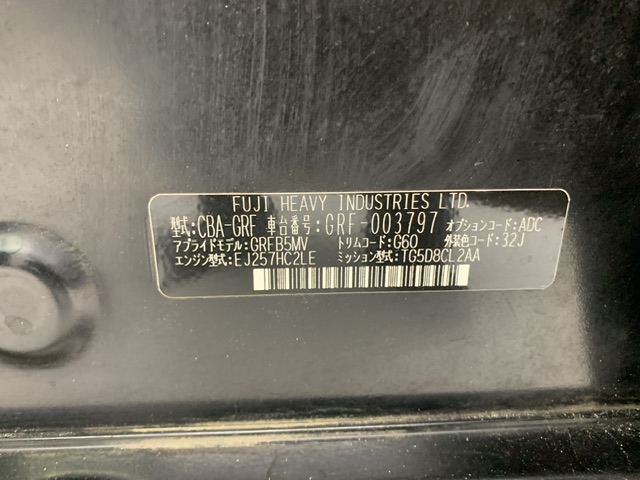 FUJI HEAVY INDUSTRIES LTD.
型式:CBA-GRF 車台番号:GRF-003797 オプションコード:ADC
アプライドモデル:GRFB5MV トリムコード:G60 外装色コード:32J
エンジン型式:EJ257HC2LE ミッション型式:TG5D8CL2AA